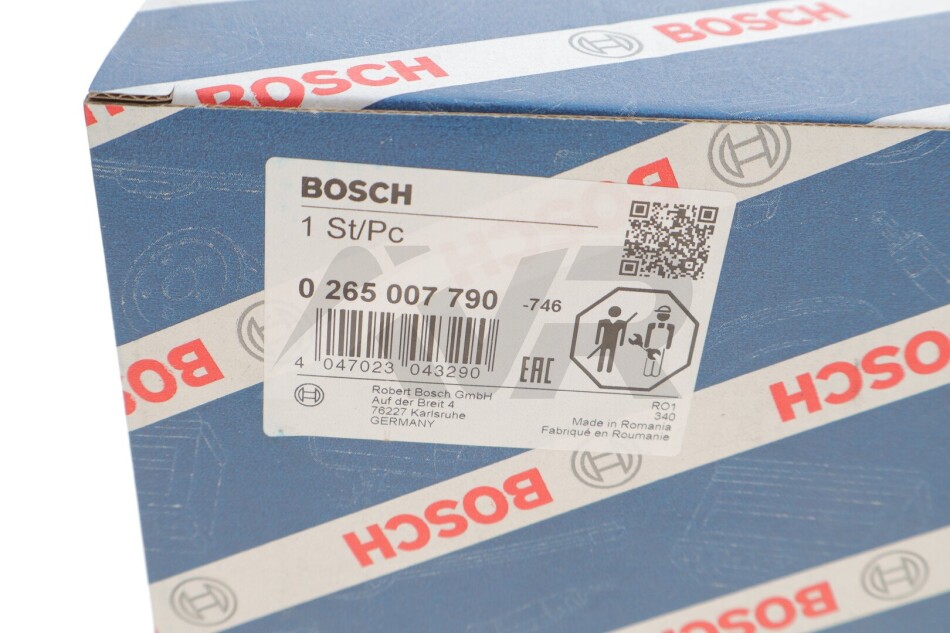 BOSCH
BOSCH
BOSCH
1 St/Pc
0 265 007 790 -746
4 047023 043290
EAC
Robert Bosch GmbH
Auf der Breit 4
76227 Karlsruhe
GERMANY
RO1
340
Made in Romania
Fabriqué en Roumanie
AVR
BOSCH
BOSCH
BOSCH